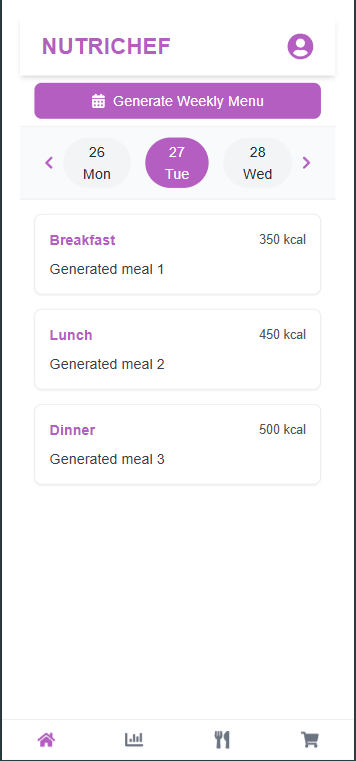 NUTRICHEF
Generate Weekly Menu
26 27 28
Mon Tue Wed
Breakfast 350 kcal
Generated meal 1
Lunch 450 kcal
Generated meal 2
Dinner 500 kcal
Generated meal 3